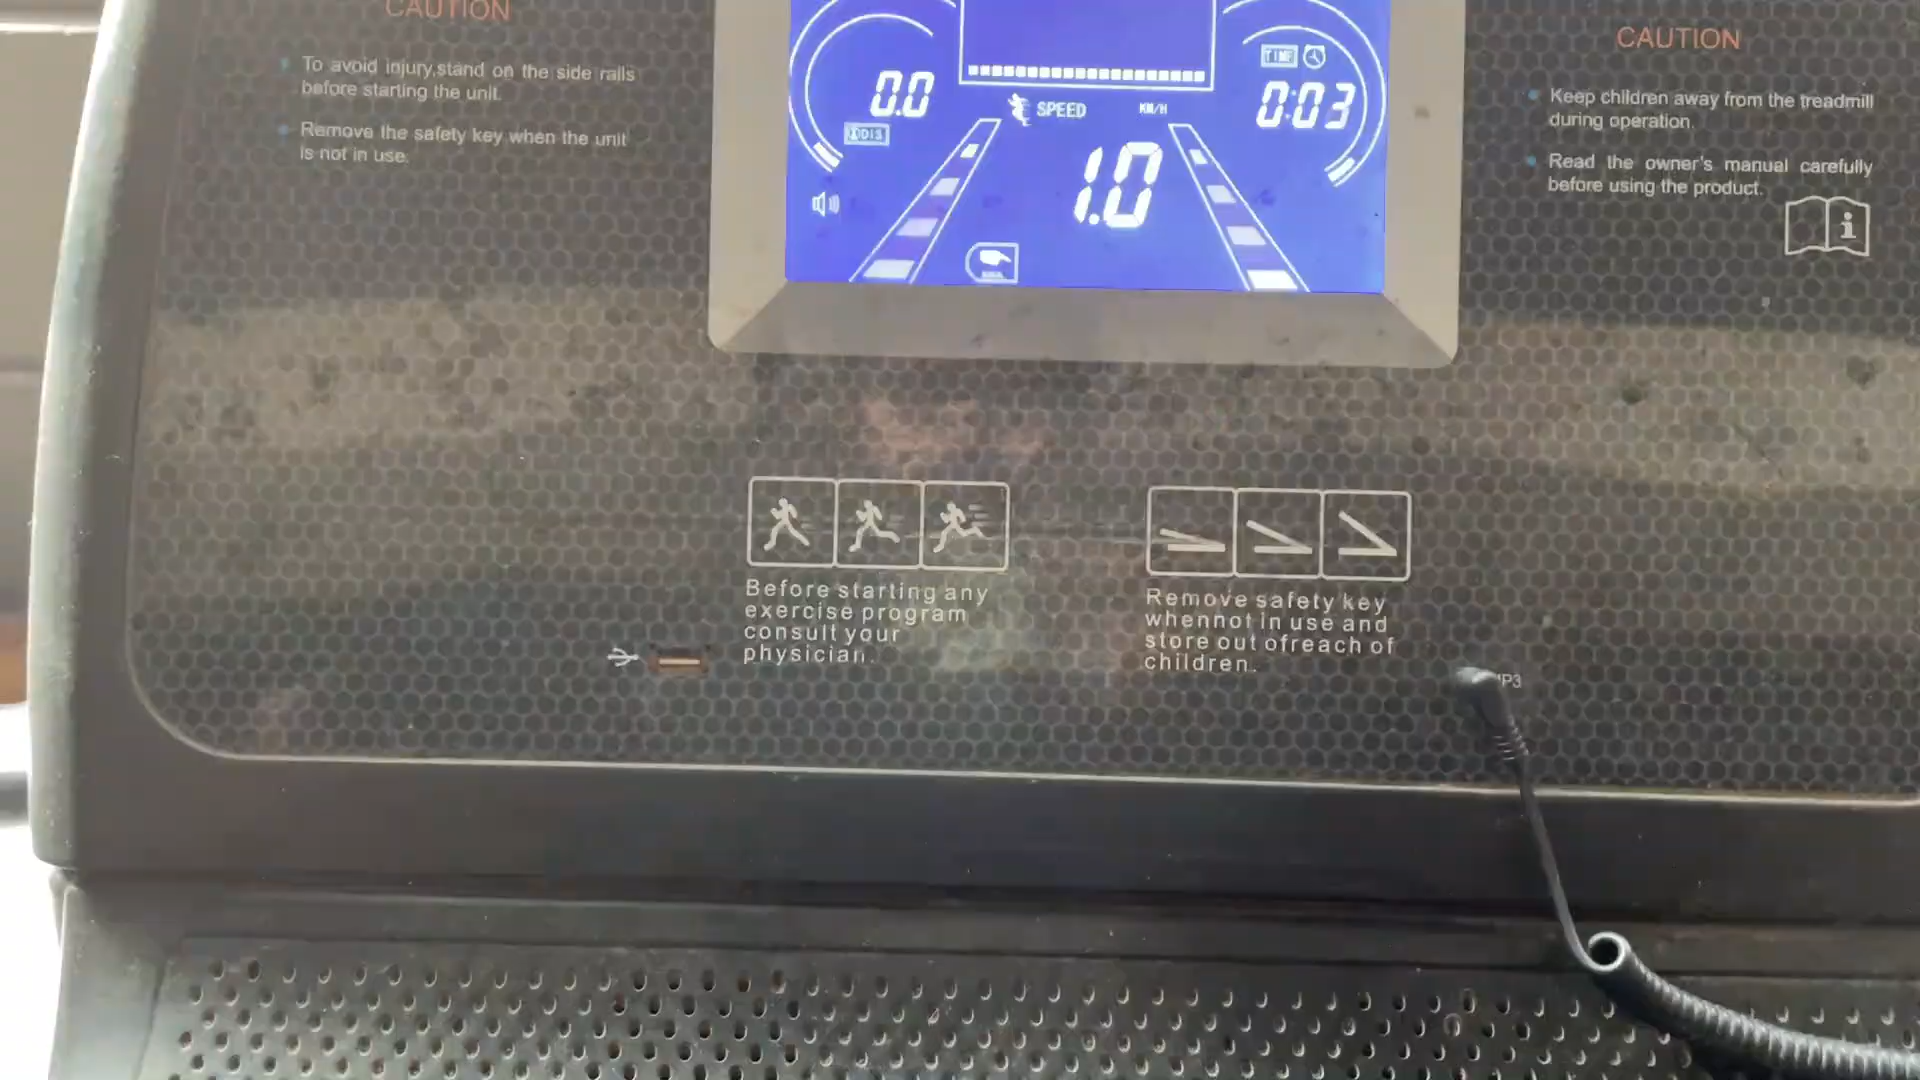 CAUTION
To avoid injury,stand on the side rails
before starting the unit.
Remove the safety key when the unit
is not in use.
0.0
DIS
SPEED
KM/H
1.0
TIME
0:03
CAUTION
Keep children away from the treadmill
during operation.
Read the owner's manual carefully
before using the product.
i
Before starting any
exercise program
consult your
physician.
Remove safety key
whennot in use and
store out ofreach of
children.